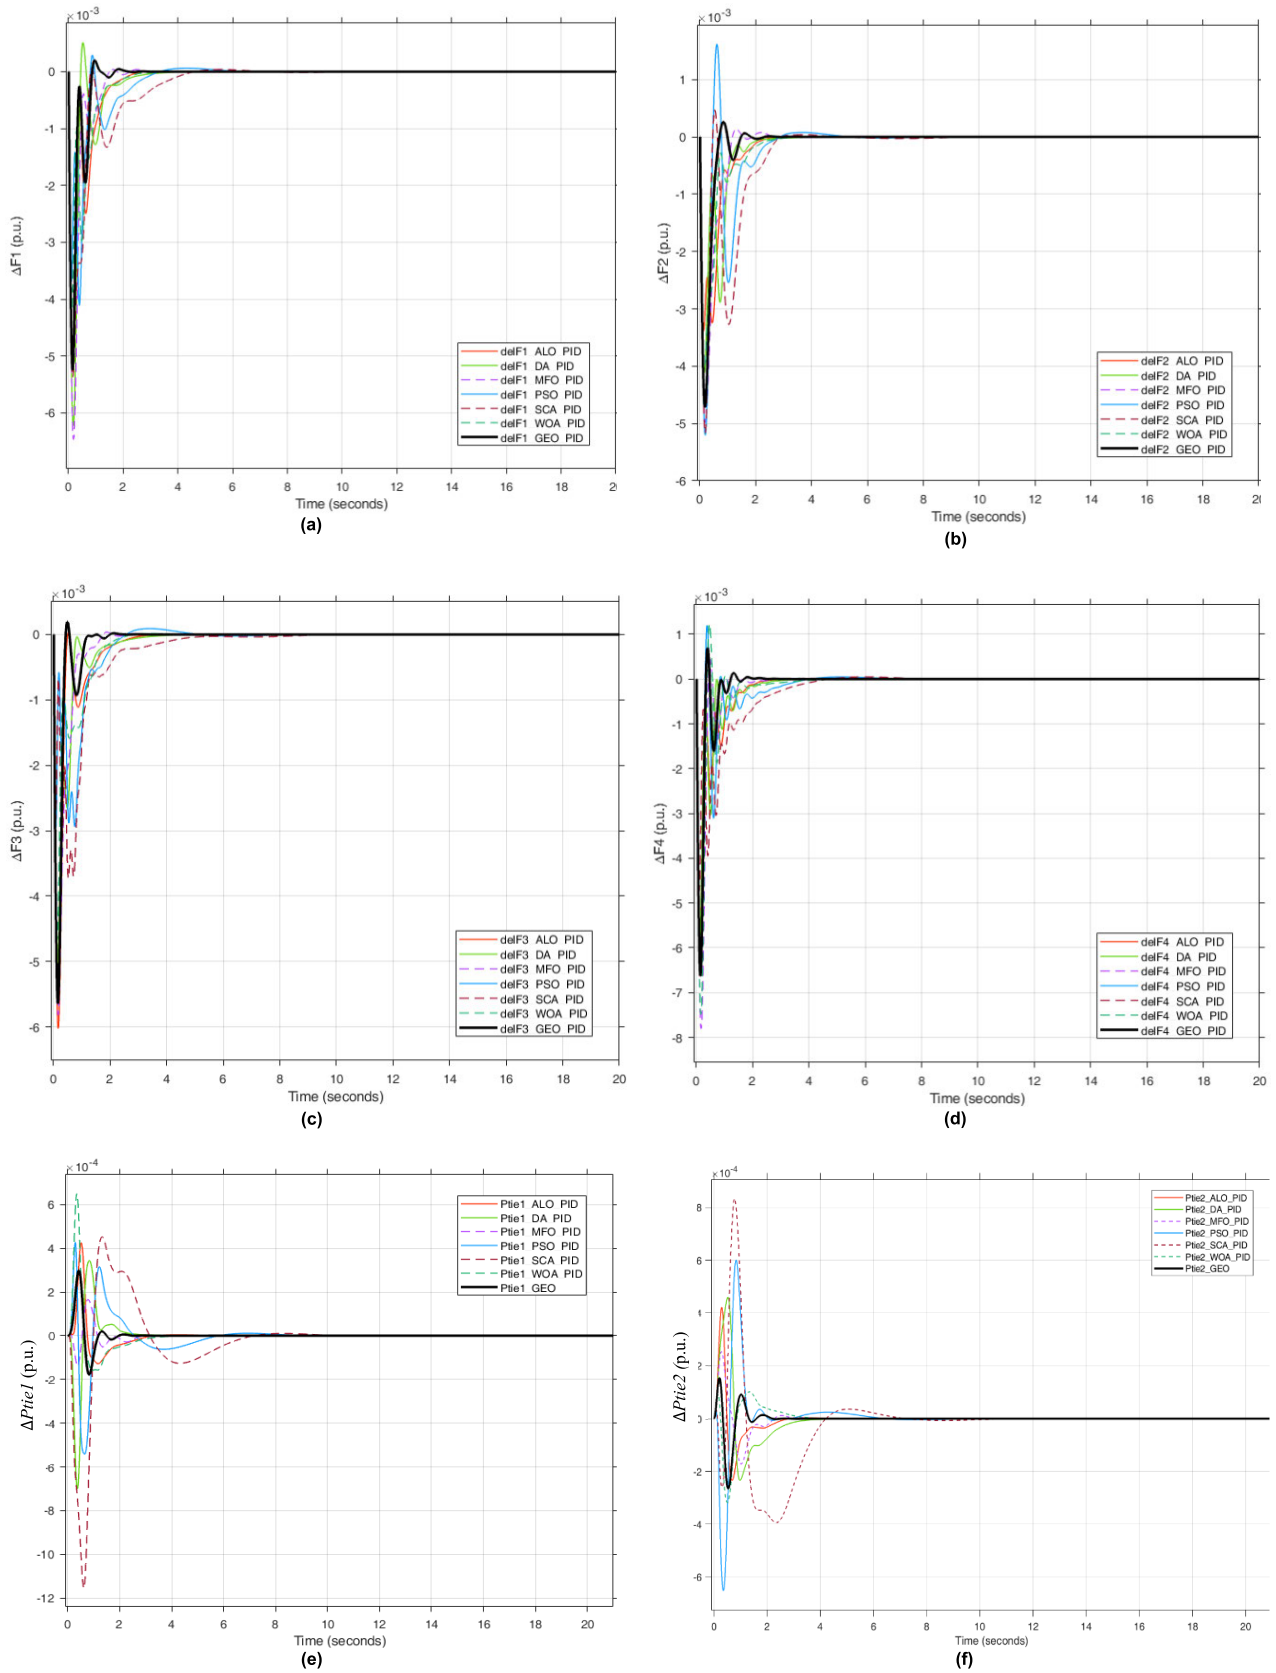 ×10⁻³
0
-1
-2
-3
-4
-5
-6
ΔF1 (p.u.)
delF1 ALO PID
delF1 DA PID
delF1 MFO PID
delF1 PSO PID
delF1 SCA PID
delF1 WOA PID
delF1 GEO PID
0 2 4 6 8 10 12 14 16 18 2
Time (seconds)
(a)
×10⁻³
1
0
-1
-2
-3
-4
-5
-6
ΔF2 (p.u.)
delF2 ALO PID
delF2 DA PID
delF2 MFO PID
delF2 PSO PID
delF2 SCA PID
delF2 WOA PID
delF2 GEO PID
0 2 4 6 8 10 12 14 16 18 20
Time (seconds)
(b)
×10⁻³
0
-1
-2
-3
-4
-5
-6
ΔF3 (p.u.)
delF3 ALO PID
delF3 DA PID
delF3 MFO PID
delF3 PSO PID
delF3 SCA PID
delF3 WOA PID
delF3 GEO PID
0 2 4 6 8 10 12 14 16 18 20
Time (seconds)
(c)
×10⁻³
1
0
-1
-2
-3
-4
-5
-6
-7
-8
ΔF4 (p.u.)
delF4 ALO PID
delF4 DA PID
delF4 MFO PID
delF4 PSO PID
delF4 SCA PID
delF4 WOA PID
delF4 GEO PID
0 2 4 6 8 10 12 14 16 18 20
Time (seconds)
(d)
×10⁻⁴
6
4
2
0
-2
-4
-6
-8
-10
-12
ΔPtie1 (p.u.)
Ptie1 ALO PID
Ptie1 DA PID
Ptie1 MFO PID
Ptie1 PSO PID
Ptie1 SCA PID
Ptie1 WOA PID
Ptie1 GEO
0 2 4 6 8 10 12 14 16 18 20
Time (seconds)
(e)
×10⁻⁴
8
6
4
2
0
-2
-4
-6
ΔPtie2 (p.u.)
Ptie2_ALO_PID
Ptie2_DA_PID
Ptie2_MFO_PID
Ptie2_PSO_PID
Ptie2_SCA_PID
Ptie2_WOA_PID
Ptie2_GEO
0 2 4 6 8 10 12 14 16 18 20
Time (seconds)
(f)